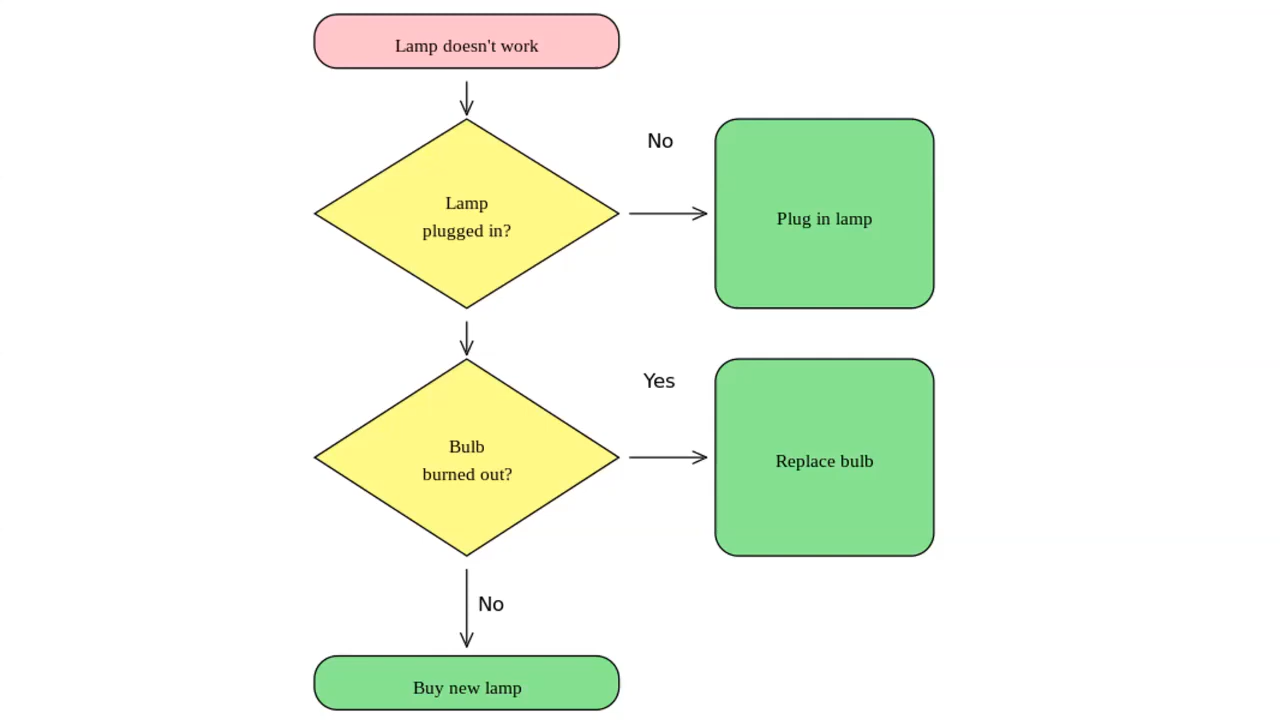 Lamp doesn't work
No
Lamp
plugged in?
Plug in lamp
Yes
Bulb
burned out?
Replace bulb
No
Buy new lamp